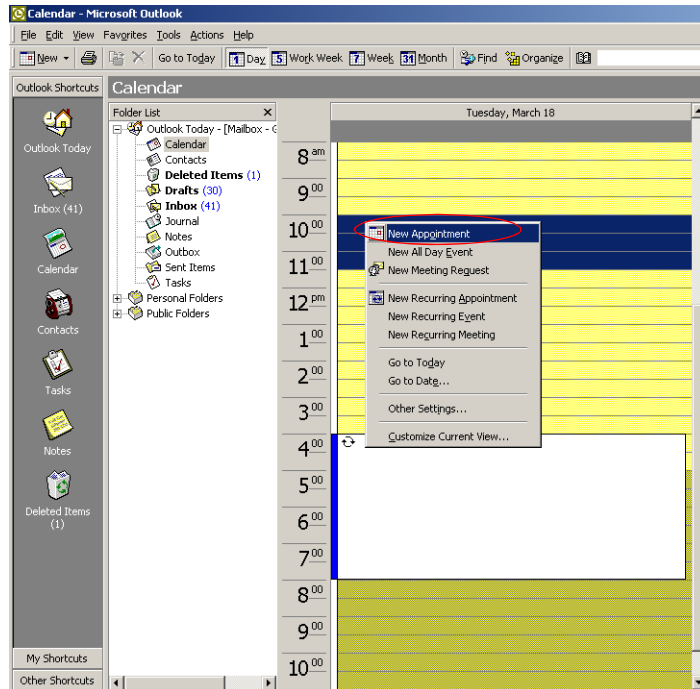 Calendar - Microsoft Outlook
File Edit View Favorites Tools Actions Help
New Go to Today 1 Day 5 Work Week 7 Week 31 Month Find Organize
Outlook Shortcuts
Calendar
Outlook Today
Inbox (41)
Calendar
Contacts
Tasks
Notes
Deleted Items
(1)
My Shortcuts
Other Shortcuts
Folder List X
Outlook Today - [Mailbox -
Calendar
Contacts
Deleted Items (1)
Drafts (30)
Inbox (41)
Journal
Notes
Outbox
Sent Items
Tasks
Personal Folders
Public Folders
Tuesday, March 18
8 am
9 00
10 00
11 00
12 pm
1 00
2 00
3 00
4 00
5 00
6 00
7 00
8 00
9 00
10 00
New Appointment
New All Day Event
New Meeting Request
New Recurring Appointment
New Recurring Event
New Recurring Meeting
Go to Today
Go to Date...
Other Settings...
Customize Current View...